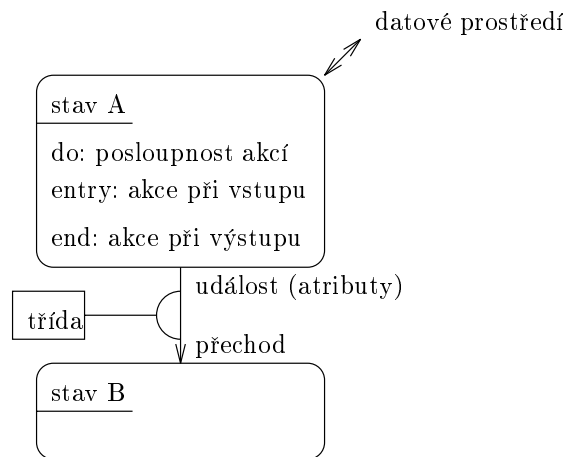 datové prostředí
stav A
do: posloupnost akcí
entry: akce při vstupu
end: akce při výstupu
událost (atributy)
třída
přechod
stav B